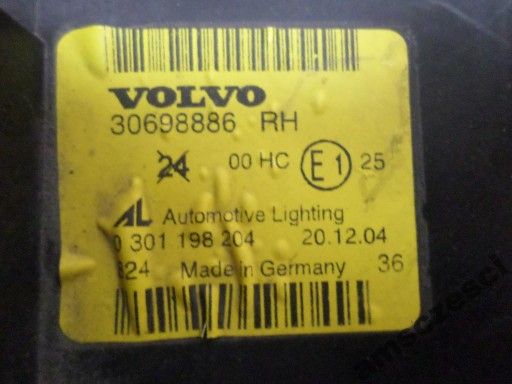 VOLVO
30698886 RH
24 00 HC E1 25
AL Automotive Lighting
0 301 198 204 20.12.04
824 Made in Germany 36
aimsczesci